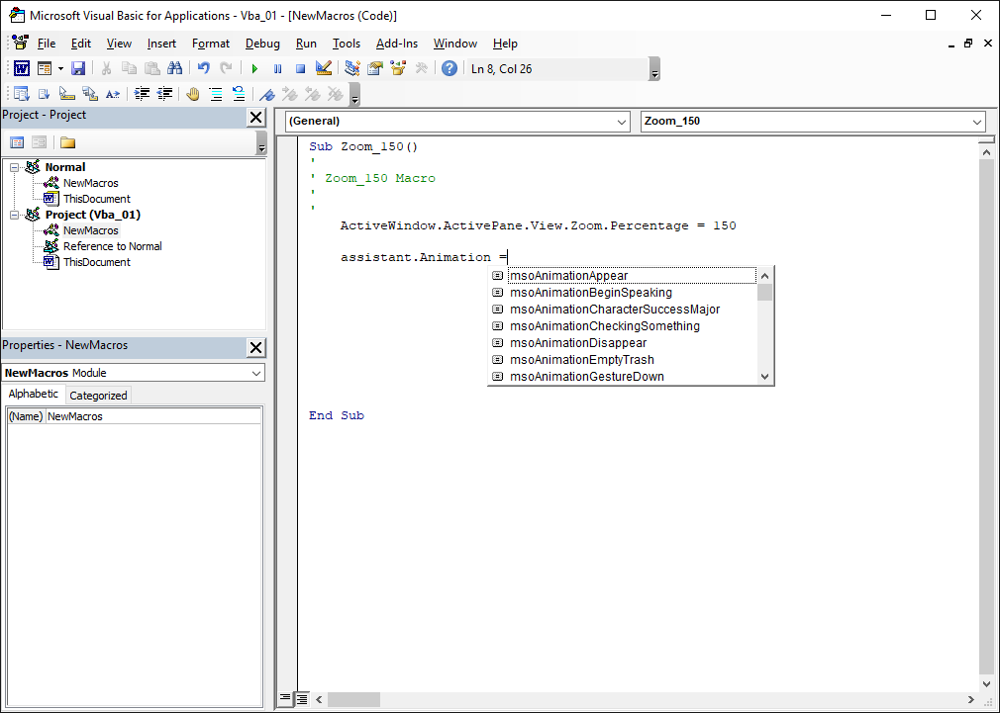 Microsoft Visual Basic for Applications - Vba_01 - [NewMacros (Code)]
File Edit View Insert Format Debug Run Tools Add-Ins Window Help
Ln 8, Col 26
Project - Project
Normal
NewMacros
ThisDocument
Project (Vba_01)
NewMacros
Reference to Normal
ThisDocument
Properties - NewMacros
NewMacros Module
Alphabetic Categorized
(Name) NewMacros
(General) Zoom_150
Sub Zoom_150()
'
' Zoom_150 Macro
'
'
ActiveWindow.ActivePane.View.Zoom.Percentage = 150
assistant.Animation =
msoAnimationAppear
msoAnimationBeginSpeaking
msoAnimationCharacterSuccessMajor
msoAnimationCheckingSomething
msoAnimationDisappear
msoAnimationEmptyTrash
msoAnimationGestureDown
End Sub